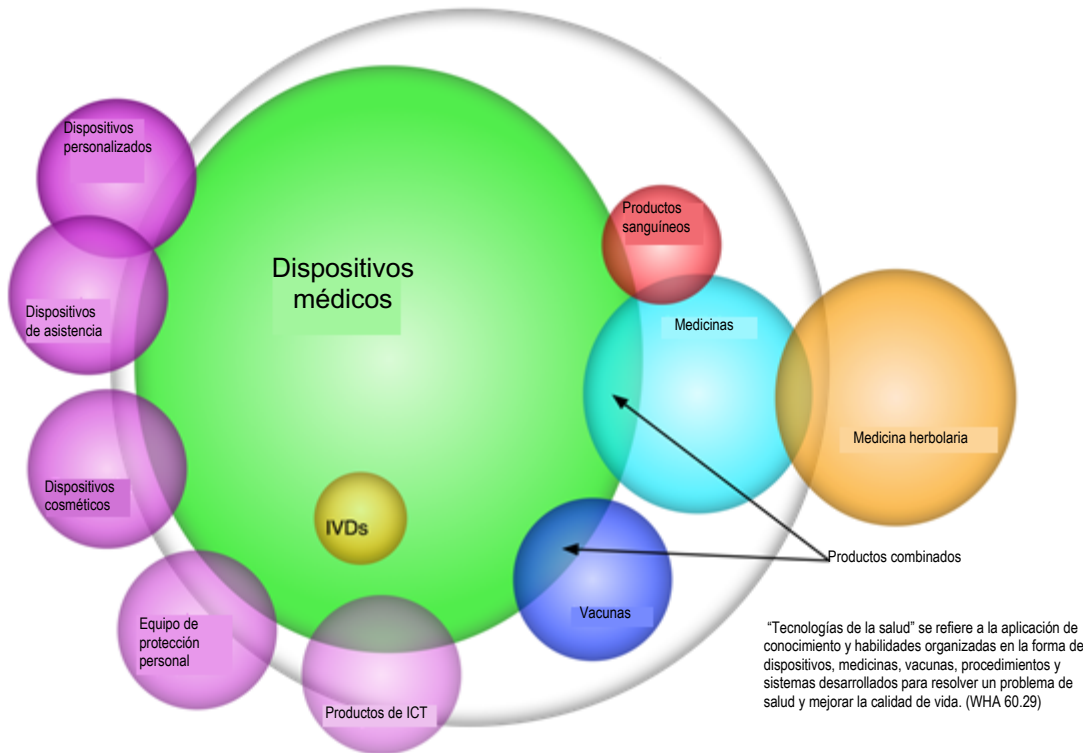 Dispositivos
personalizados
Productos
sanguíneos
Dispositivos
médicos
Dispositivos
de asistencia
Medicinas
Medicina herbolaria
Dispositivos
cosméticos
IVDs
Productos combinados
Vacunas
Equipo de
protección
personal
Productos de ICT
“Tecnologías de la salud” se refiere a la aplicación de
conocimiento y habilidades organizadas en la forma de
dispositivos, medicinas, vacunas, procedimientos y
sistemas desarrollados para resolver un problema de
salud y mejorar la calidad de vida. (WHA 60.29)